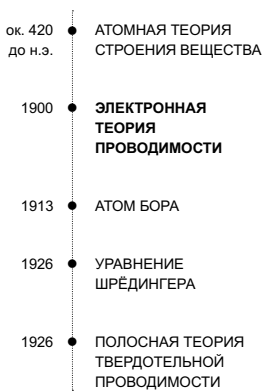 ок. 420 АТОМНАЯ ТЕОРИЯ
до н.э. СТРОЕНИЯ ВЕЩЕСТВА
1900 ЭЛЕКТРОННАЯ
ТЕОРИЯ
ПРОВОДИМОСТИ
1913 АТОМ БОРА
1926 УРАВНЕНИЕ
ШРЁДИНГЕРА
1926 ПОЛОСНАЯ ТЕОРИЯ
ТВЕРДОТЕЛЬНОЙ
ПРОВОДИМОСТИ